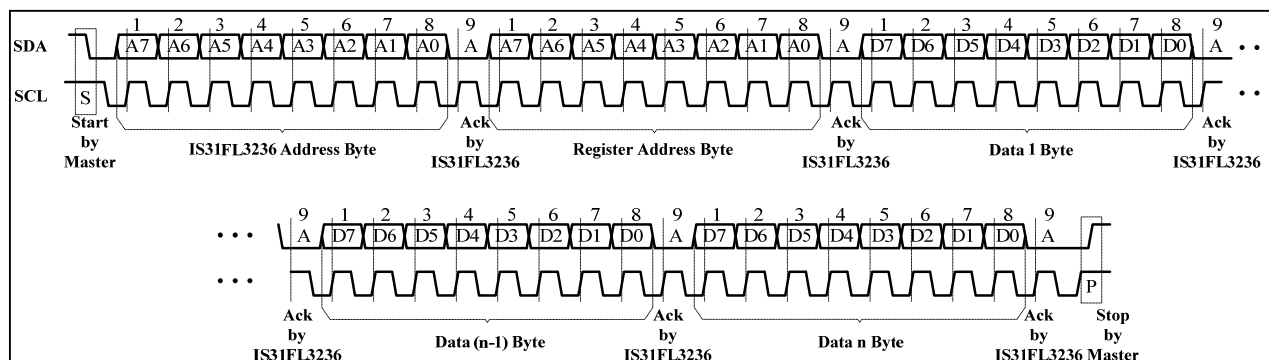 1 2 3 4 5 6 7 8 9 1 2 3 4 5 6 7 8 9 1 2 3 4 5 6 7 8 9
SDA A7 A6 A5 A4 A3 A2 A1 A0 A A7 A6 A5 A4 A3 A2 A1 A0 A D7 D6 D5 D4 D3 D2 D1 D0 A
SCL S
Start by Master
IS31FL3236 Address Byte
Ack by IS31FL3236
Register Address Byte
Ack by IS31FL3236
Data 1 Byte
Ack by IS31FL3236
9 1 2 3 4 5 6 7 8 9 1 2 3 4 5 6 7 8 9
A D7 D6 D5 D4 D3 D2 D1 D0 A D7 D6 D5 D4 D3 D2 D1 D0 A
P
Ack by IS31FL3236
Data (n-1) Byte
Ack by IS31FL3236
Data n Byte
Ack by IS31FL3236
Stop by Master